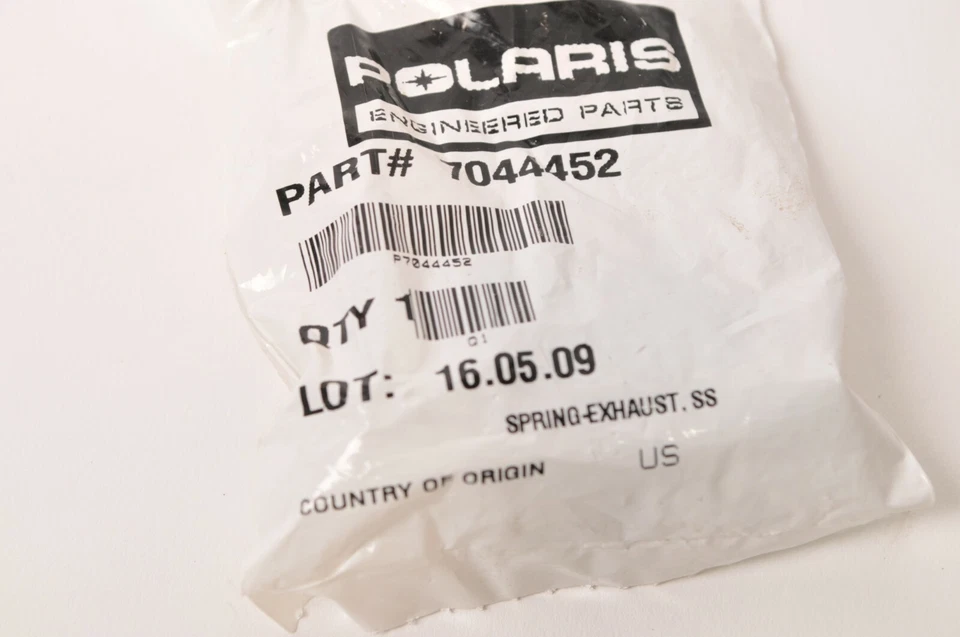 POLARIS
ENGINEERED PARTS
PART# 7044452
P7044452
QTY 1
Q1
LOT: 16.05.09
SPRING-EXHAUST, SS
COUNTRY OF ORIGIN US